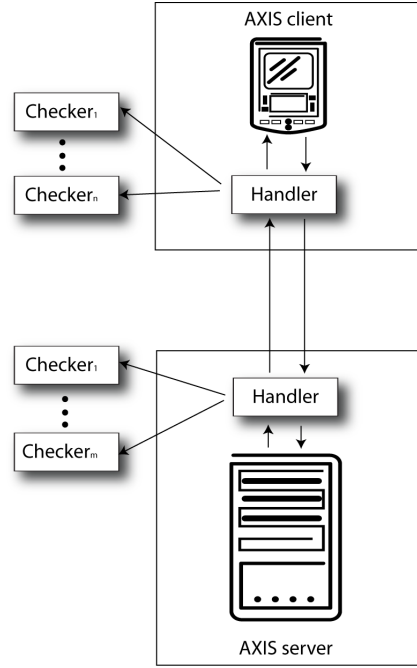 AXIS client
Checker₁
Checkerₙ
Handler
Checker₁
Handler
Checkerₘ
AXIS server